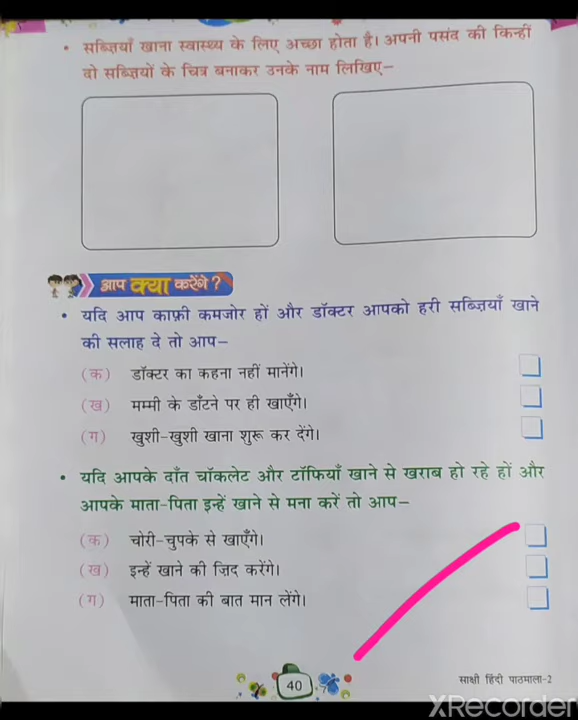 • सब्ज़ियाँ खाना स्वास्थ्य के लिए अच्छा होता है। अपनी पसंद की किन्हीं
दो सब्ज़ियों के चित्र बनाकर उनके नाम लिखिए–
आप क्या करेंगे?
• यदि आप काफ़ी कमजोर हों और डॉक्टर आपको हरी सब्ज़ियाँ खाने
की सलाह दे तो आप–
(क) डॉक्टर का कहना नहीं मानेंगे।
(ख) मम्मी के डाँटने पर ही खाएँगे।
(ग) खुशी-खुशी खाना शुरू कर देंगे।
• यदि आपके दाँत चॉकलेट और टॉफियाँ खाने से खराब हो रहे हों और
आपके माता-पिता इन्हें खाने से मना करें तो आप–
(क) चोरी-चुपके से खाएँगे।
(ख) इन्हें खाने की ज़िद करेंगे।
(ग) माता-पिता की बात मान लेंगे।
40
साक्षी हिंदी पाठमाला-2
XRecorder